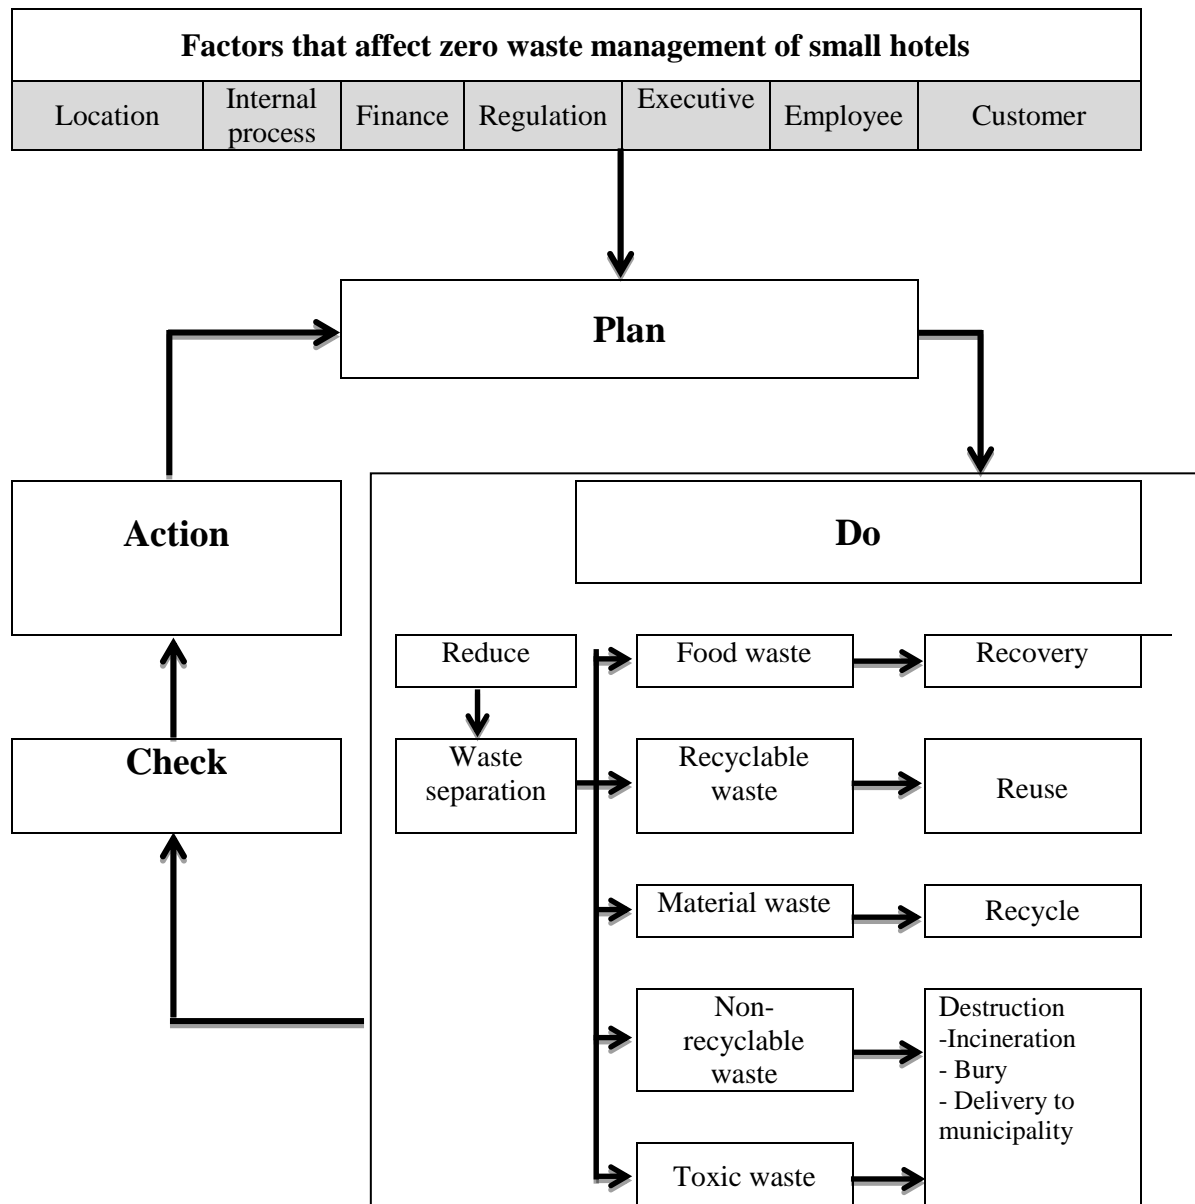 Factors that affect zero waste management of small hotels
Location
Internal
process
Finance
Regulation
Executive
Employee
Customer
Plan
Action
Do
Reduce
Food waste
Recovery
Check
Waste
separation
Recyclable
waste
Reuse
Material waste
Recycle
Non-
recyclable
waste
Destruction
-Incineration
- Bury
- Delivery to
municipality
Toxic waste